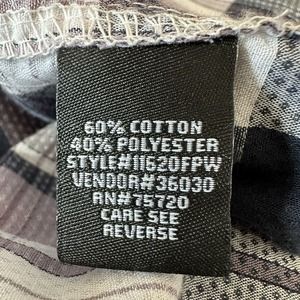 60% COTTON
40% POLYESTER
STYLE#11620FPW
VENDOR#36030
RN#75720
CARE SEE
REVERSE